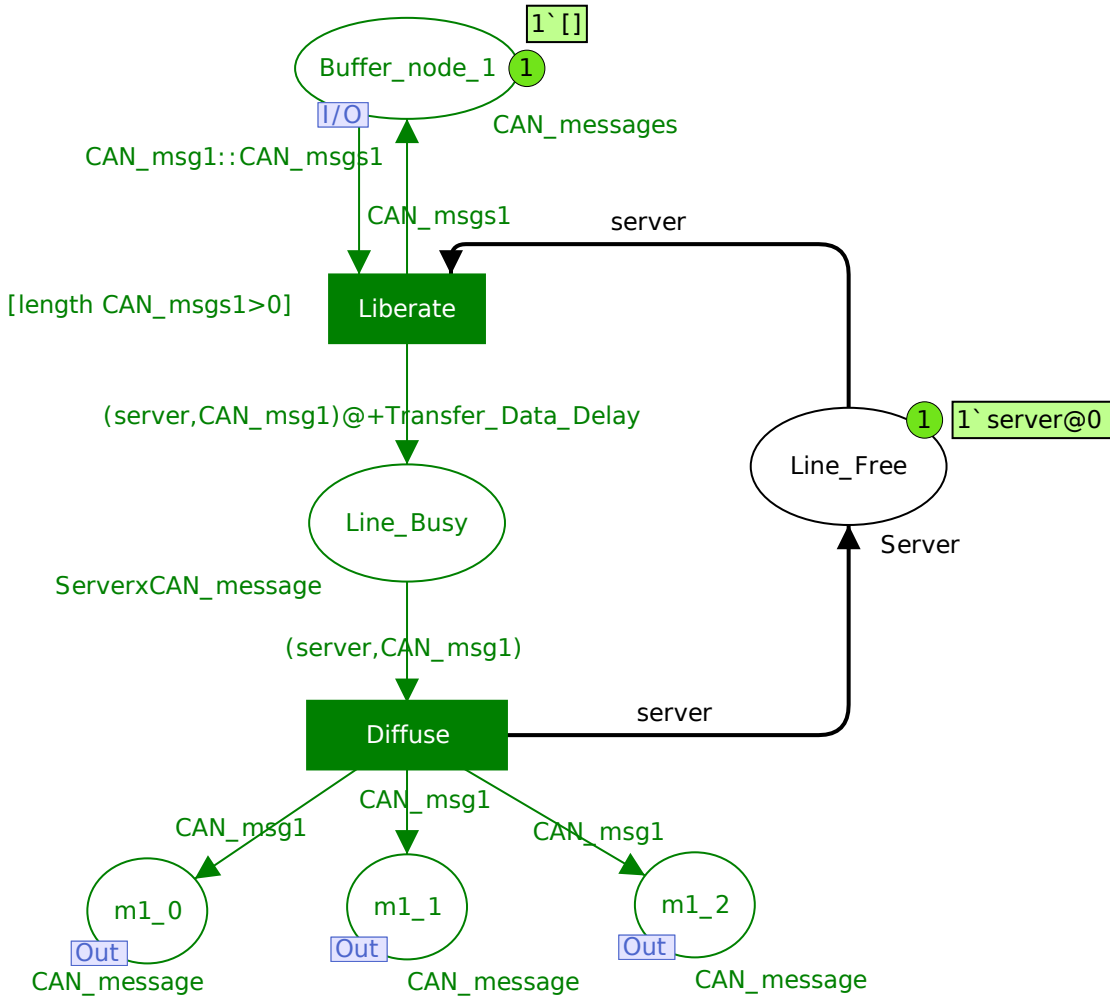 1`[]
Buffer_node_1
1
I/O
CAN_messages
CAN_msg1::CAN_msgs1
CAN_msgs1
server
[length CAN_msgs1>0]
Liberate
(server,CAN_msg1)@+Transfer_Data_Delay
1
1`server@0
Line_Free
Line_Busy
Server
ServerxCAN_message
(server,CAN_msg1)
server
Diffuse
CAN_msg1
CAN_msg1
CAN_msg1
m1_0
m1_1
m1_2
Out
Out
Out
CAN_message
CAN_message
CAN_message